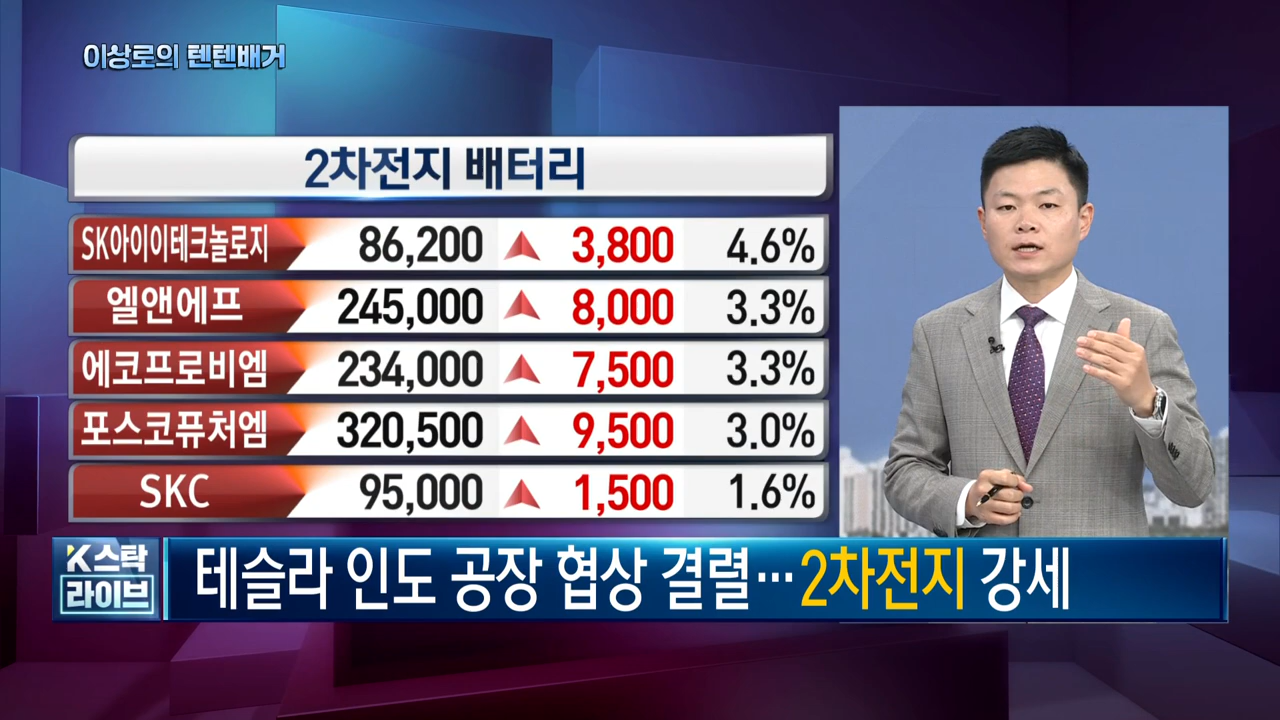 이상로의 텐텐배거
2차전지 배터리
SK아이이테크놀로지 86,200 ▲ 3,800 4.6%
엘앤에프 245,000 ▲ 8,000 3.3%
에코프로비엠 234,000 ▲ 7,500 3.3%
포스코퓨처엠 320,500 ▲ 9,500 3.0%
SKC 95,000 ▲ 1,500 1.6%
K스탁
라이브
테슬라 인도 공장 협상 결렬…2차전지 강세